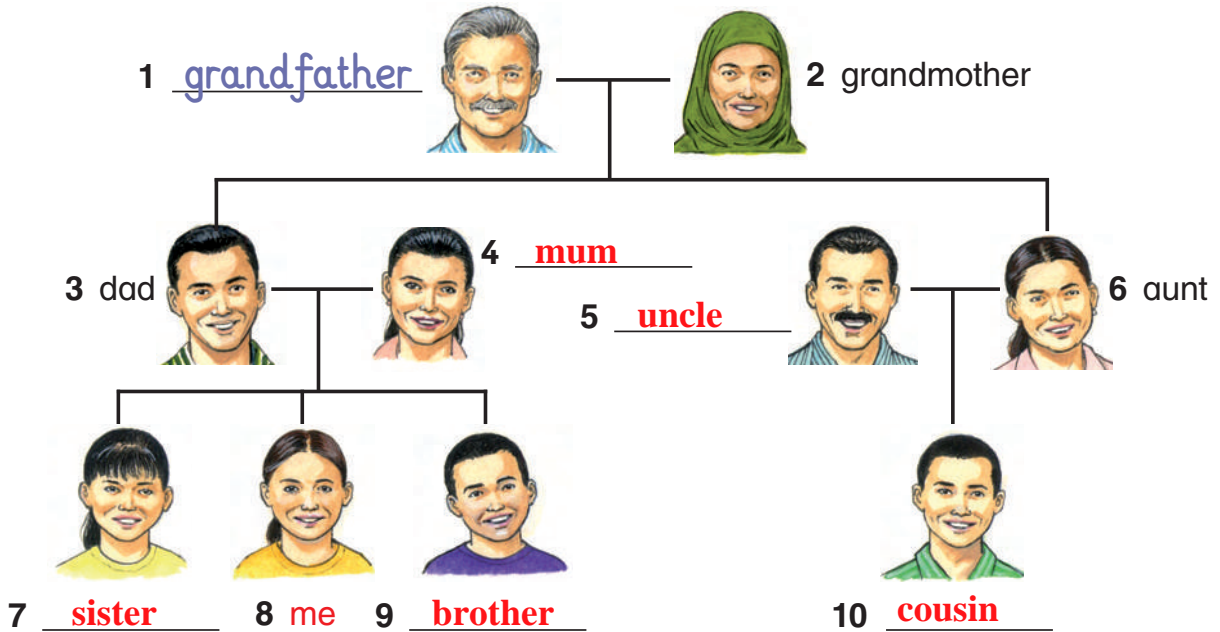 1 grandfather
2 grandmother
3 dad
4 mum
5 uncle
6 aunt
7 sister
8 me
9 brother
10 cousin